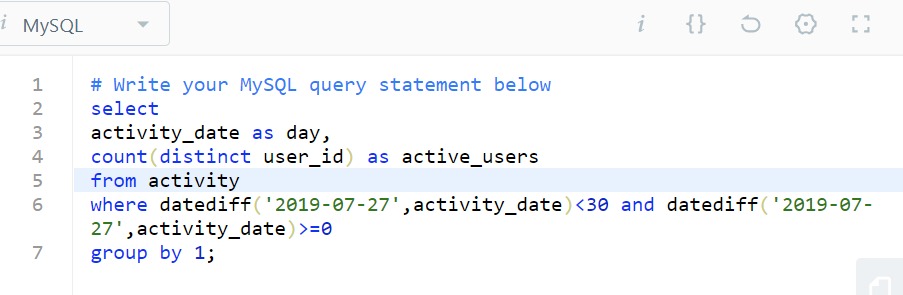 i MySQL i {}
1 # Write your MySQL query statement below
2 select
3 activity_date as day,
4 count(distinct user_id) as active_users
5 from activity
6 where datediff('2019-07-27',activity_date)<30 and datediff('2019-07-
27',activity_date)>=0
7 group by 1;